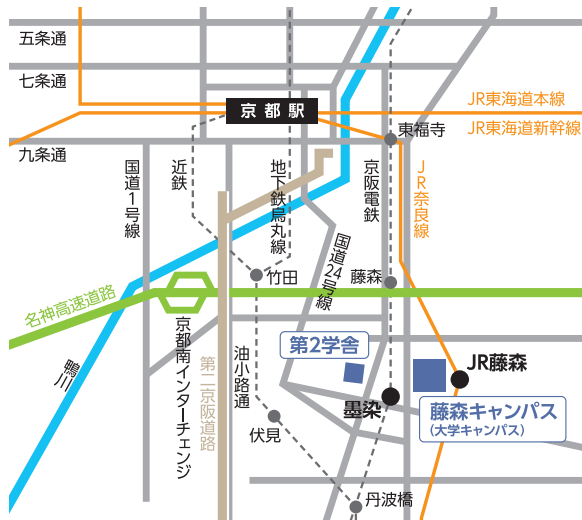 五条通
七条通
京都駅
JR東海道本線
JR東海道新幹線
東福寺
九条通
国道1号線
近鉄
地下鉄烏丸線
京阪電鉄
JR奈良線
国道24号線
竹田
藤森
名神高速道路
京都南インターチェンジ
第二京阪道路
油小路通
第2学舎
JR藤森
鴨川
墨染
藤森キャンパス
(大学キャンパス)
伏見
丹波橋